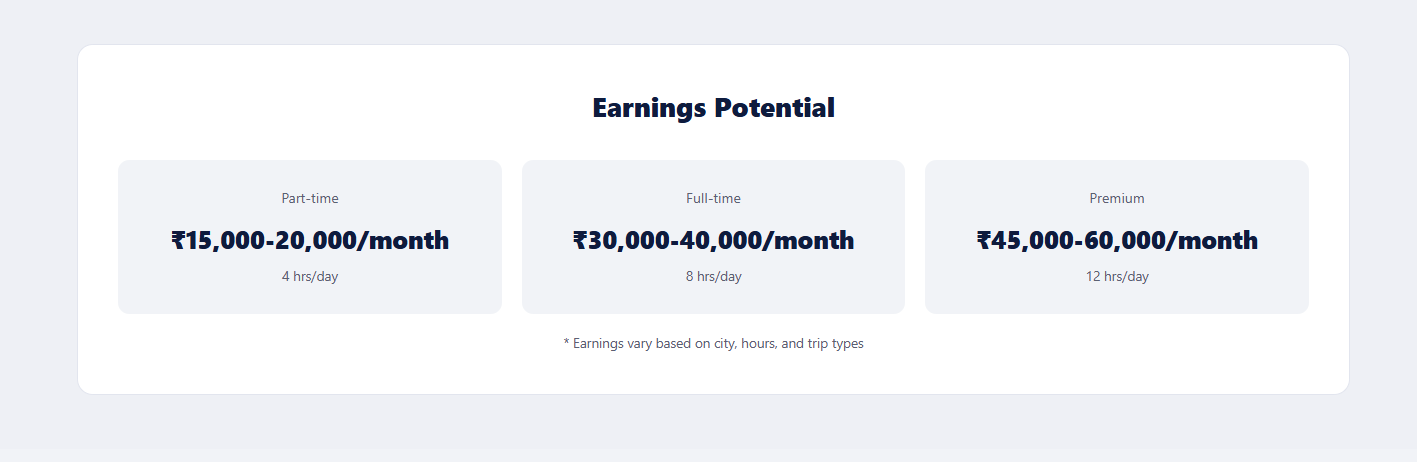 Earnings Potential
Part-time
₹15,000-20,000/month
4 hrs/day
Full-time
₹30,000-40,000/month
8 hrs/day
Premium
₹45,000-60,000/month
12 hrs/day
* Earnings vary based on city, hours, and trip types